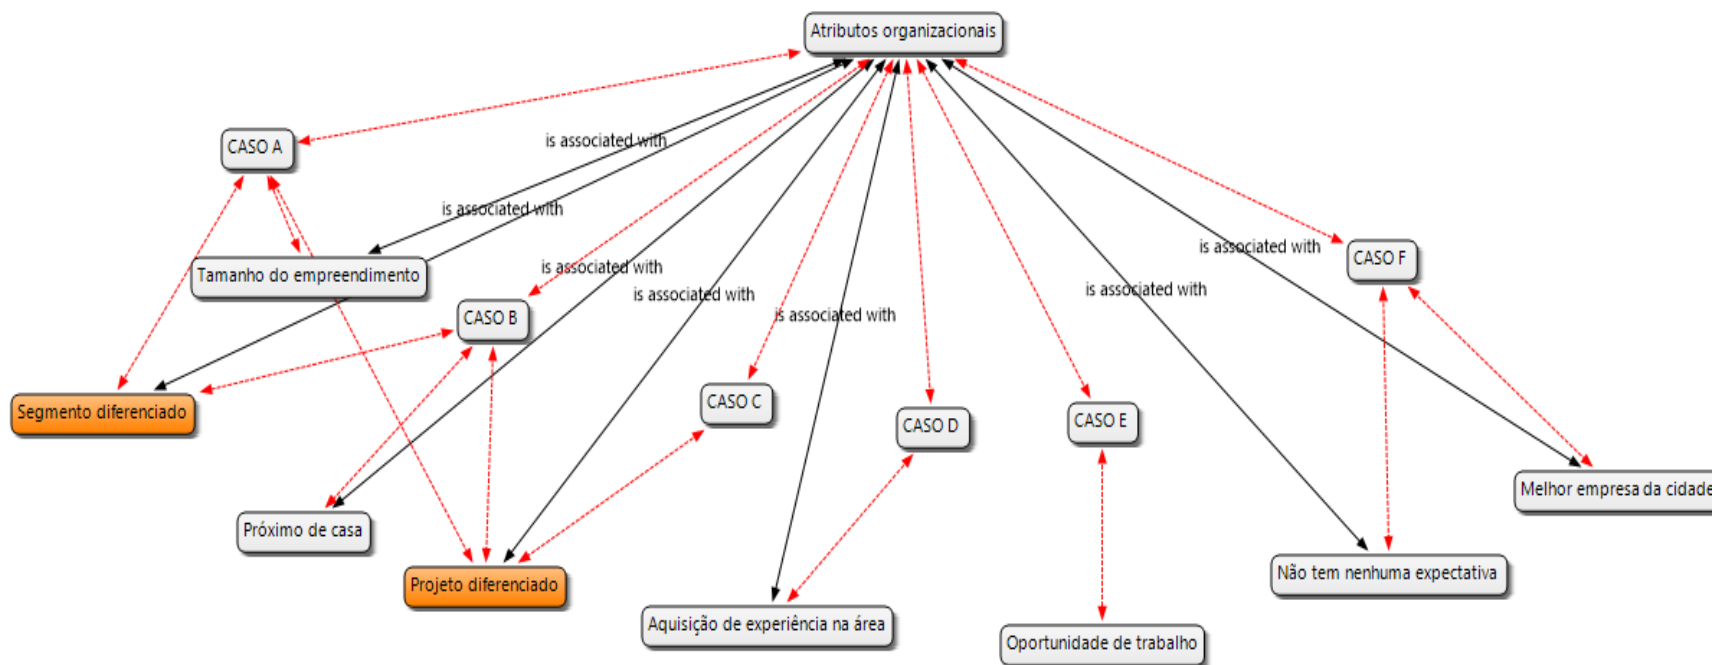 Atributos organizacionais
is associated with
CASO A
is associated with
is associated with
CASO F
is associated with
Tamanho do empreendimento
is associated with
is associated with
is associated with
CASO B
CASO C
Segmento diferenciado
CASO E
CASO D
Melhor empresa da cidade
Próximo de casa
Não tem nenhuma expectativa
Projeto diferenciado
Aquisição de experiência na área
Oportunidade de trabalho